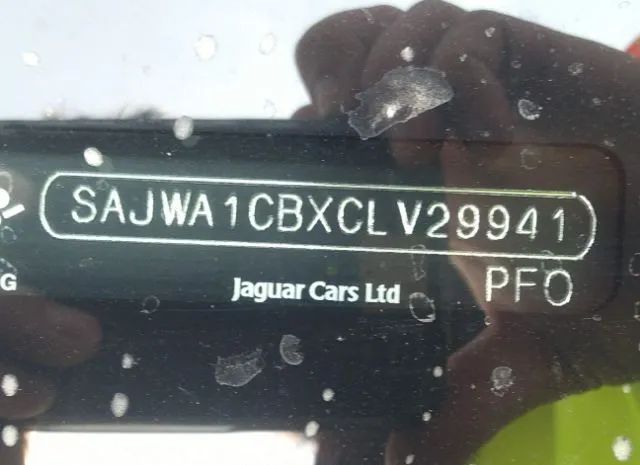 SAJWA1CBXCLV29941
G
Jaguar Cars Ltd PFO